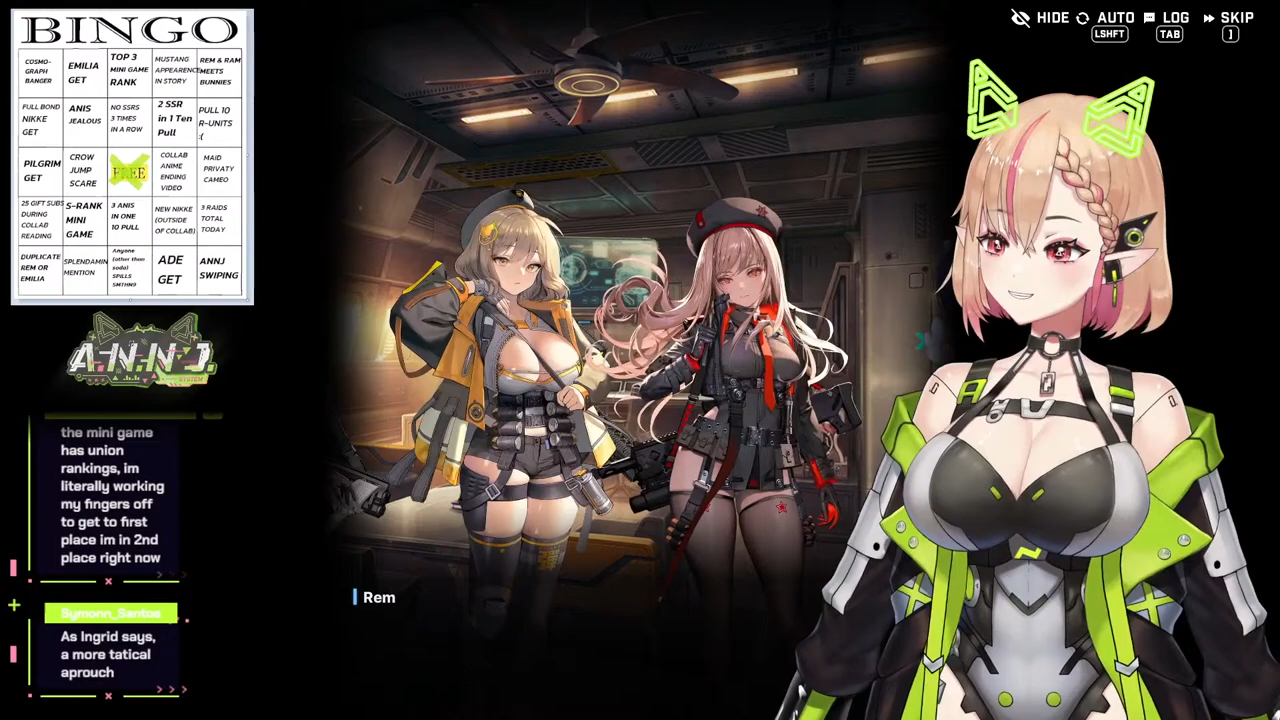 BINGO
COSMO-
GRAPH
BANGER
EMILIA
GET
TOP 3
MINI GAME
RANK
MUSTANG
APPEARENCE
IN STORY
REM & RAM
MEETS
BUNNIES
FULL BOND
NIKKE
GET
ANIS
JEALOUS
NO SSRS
3 TIMES
IN A ROW
2 SSR
in 1 Ten
Pull
PULL 10
R-UNITS
:(
PILGRIM
GET
CROW
JUMP
SCARE
FREE
COLLAB
ANIME
ENDING
VIDEO
MAID
PRIVATY
CAMEO
25 GIFT SUBS
DURING
COLLAB
READING
S-RANK
MINI
GAME
3 ANIS
IN ONE
10 PULL
NEW NIKKE
(OUTSIDE
OF COLLAB)
3 RAIDS
TOTAL
TODAY
DUPLICATE
REM OR
EMILIA
SPLENDAMIN
MENTION
Anyone
(other than
soda)
SPILLS
SMTHN9
ADE
GET
ANNJ
SWIPING
A.N.N.J.
SYSTEM
the mini game
has union
rankings, im
literally working
my fingers off
to get to first
place im in 2nd
place right now
Symonn_Santos
As Ingrid says,
a more tatical
aprouch
HIDE AUTO LOG SKIP
LSHFT TAB ]
Rem